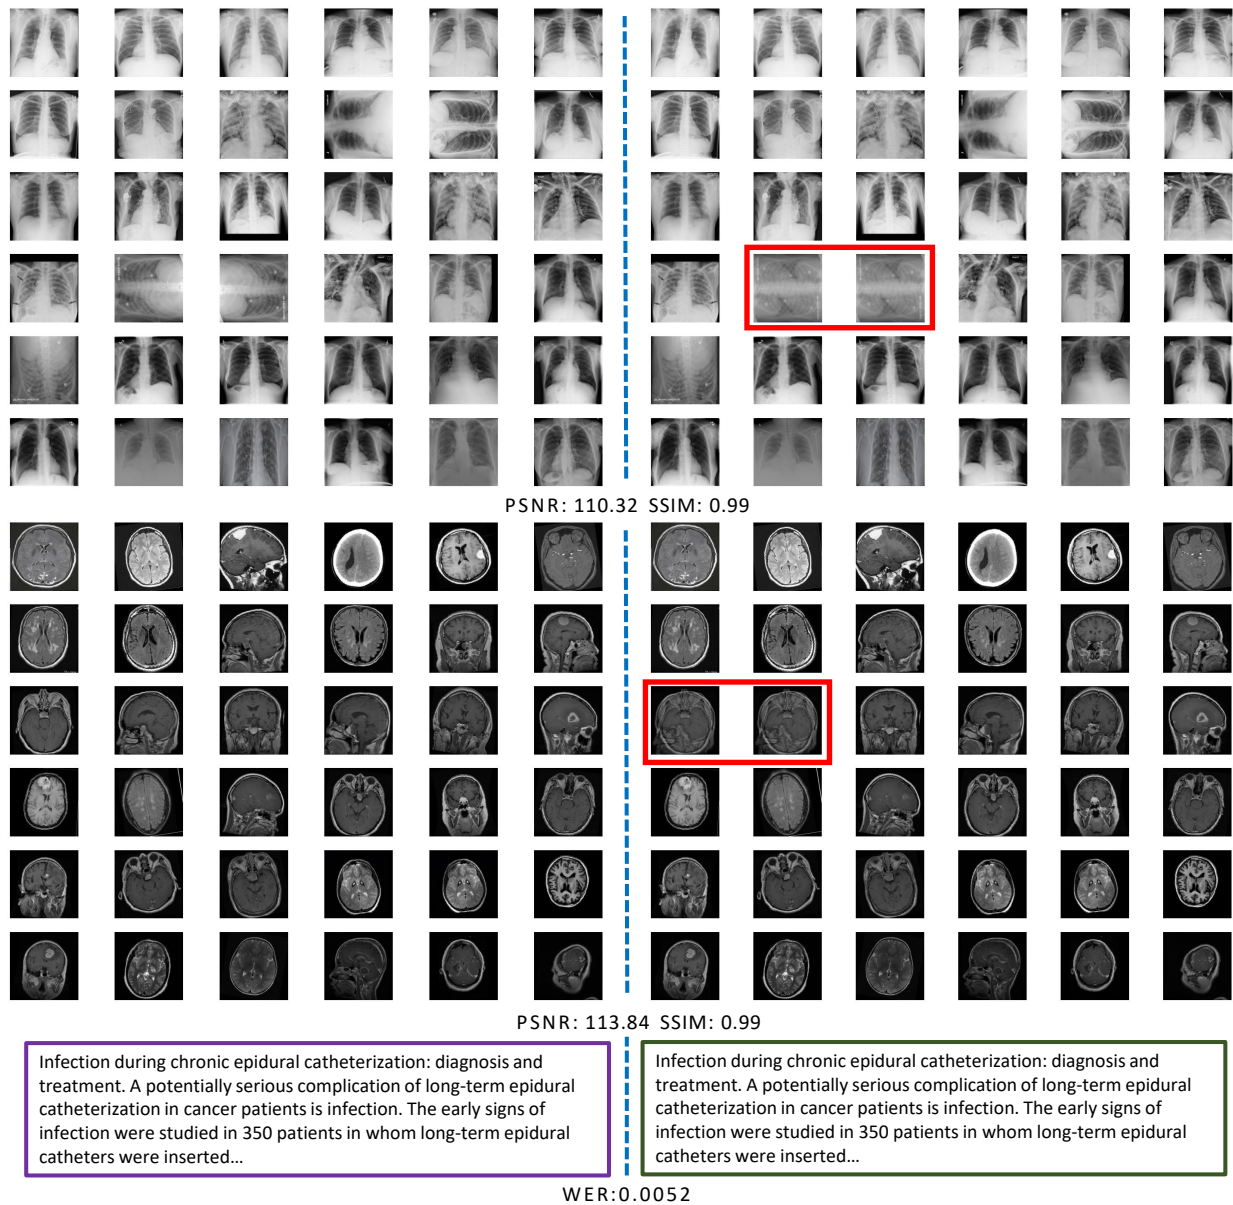 PSNR: 110.32 SSIM: 0.99
PSNR: 113.84 SSIM: 0.99
Infection during chronic epidural catheterization: diagnosis and
treatment. A potentially serious complication of long-term epidural
catheterization in cancer patients is infection. The early signs of
infection were studied in 350 patients in whom long-term epidural
catheters were inserted...
Infection during chronic epidural catheterization: diagnosis and
treatment. A potentially serious complication of long-term epidural
catheterization in cancer patients is infection. The early signs of
infection were studied in 350 patients in whom long-term epidural
catheters were inserted...
WER:0.0052